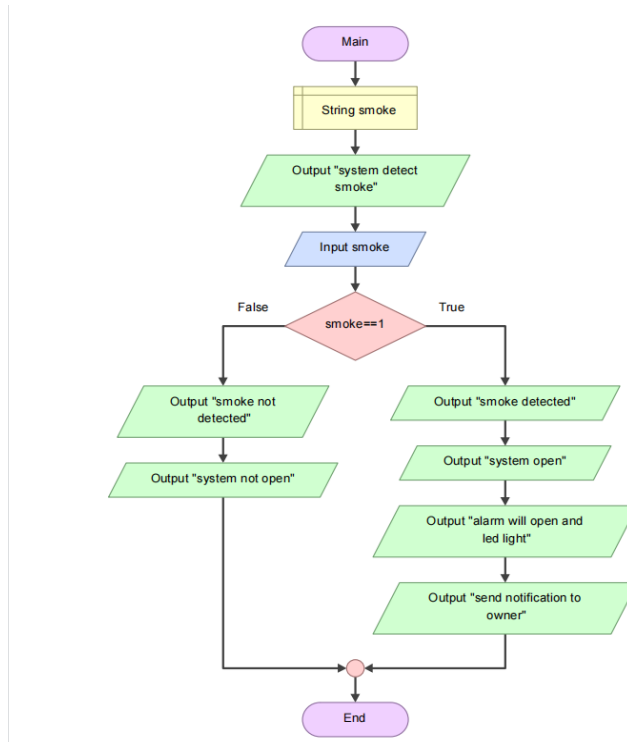 Main
String smoke
Output "system detect
smoke"
Input smoke
False
True
smoke==1
Output "smoke not
detected"
Output "system not open"
Output "smoke detected"
Output "system open"
Output "alarm will open and
led light"
Output "send notification to
owner"
End